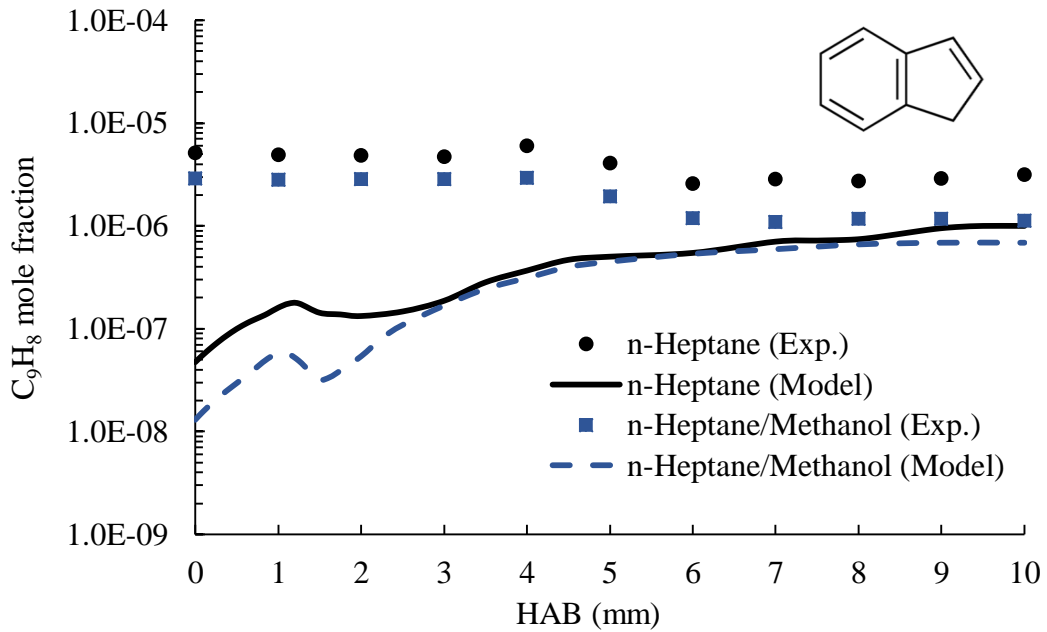 1.0E-04
1.0E-05
1.0E-06
1.0E-07
1.0E-08
1.0E-09
C₉H₈ mole fraction
n-Heptane (Exp.)
n-Heptane (Model)
n-Heptane/Methanol (Exp.)
n-Heptane/Methanol (Model)
0 1 2 3 4 5 6 7 8 9 10
HAB (mm)